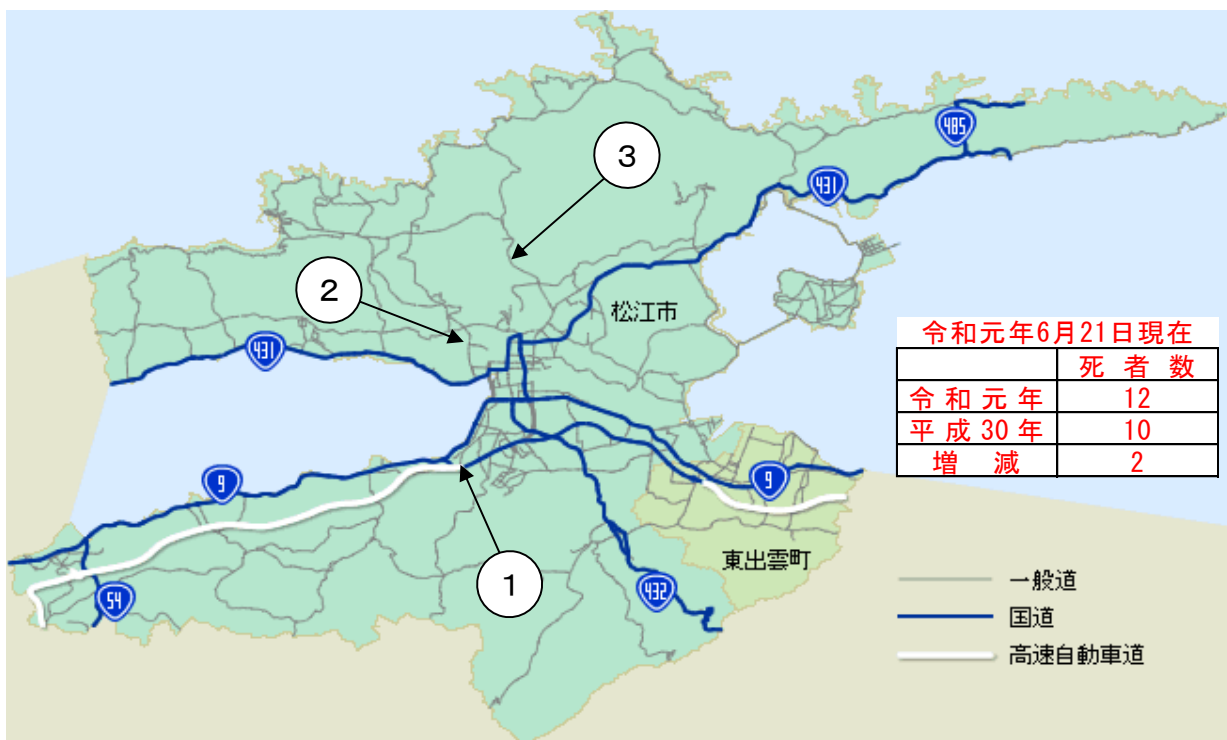 485
3
431
2
松江市
431
令和元年6月21日現在
死者数
令和元年 12
平成30年 10
増減 2
9
9
1
東出雲町
54
432
一般道
国道
高速自動車道